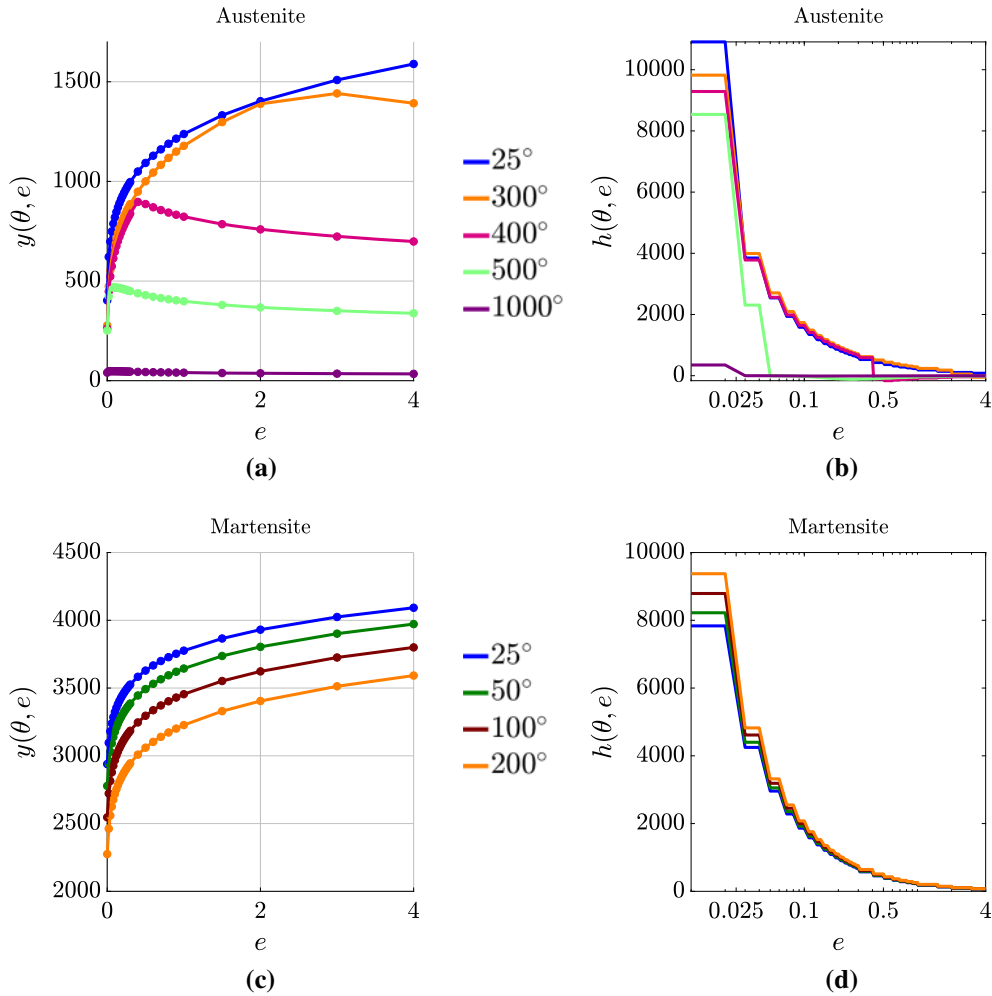 Austenite
1500
1000
500
0
0
2
4
y(θ, e)
e
25°
300°
400°
500°
1000°
(a)
Austenite
10000
8000
6000
4000
2000
0
0.025
0.1
0.5
4
h(θ, e)
e
(b)
Martensite
4500
4000
3500
3000
2500
2000
0
2
4
y(θ, e)
e
25°
50°
100°
200°
(c)
Martensite
10000
8000
6000
4000
2000
0
0.025
0.1
0.5
4
h(θ, e)
e
(d)